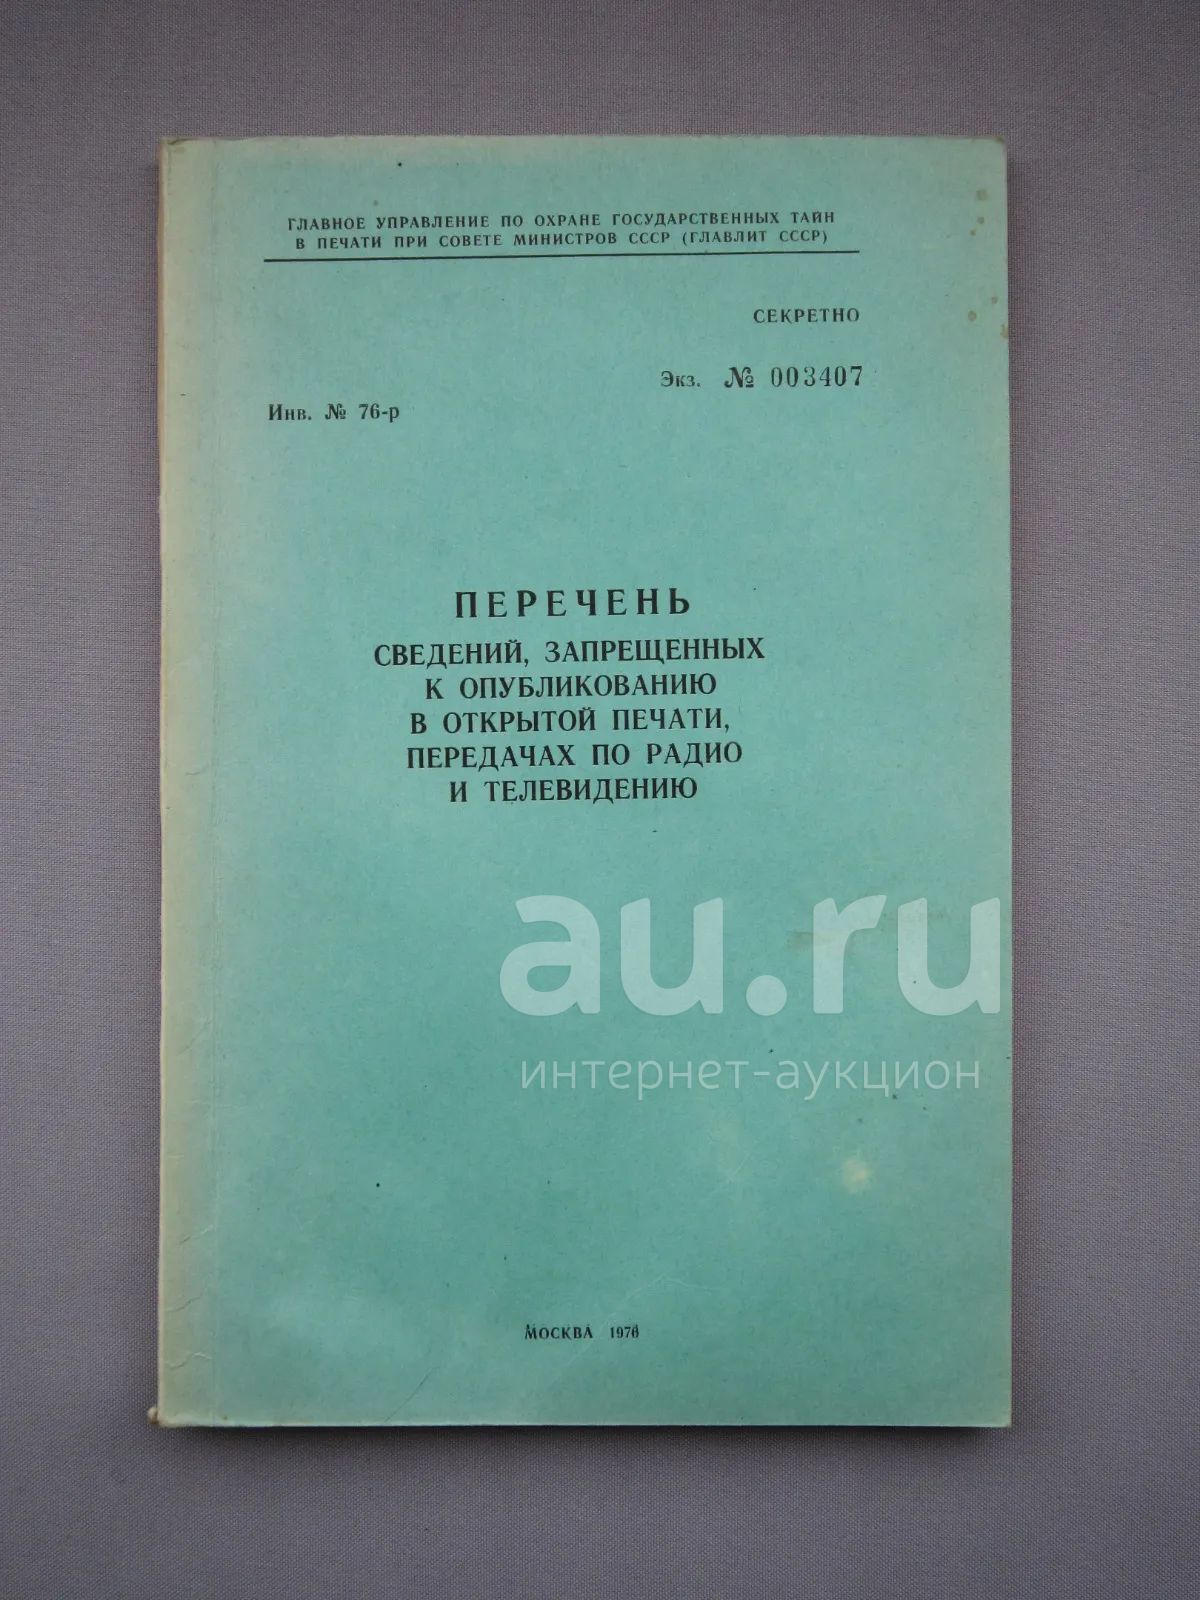 ГЛАВНОЕ УПРАВЛЕНИЕ ПО ОХРАНЕ ГОСУДАРСТВЕННЫХ ТАЙН
В ПЕЧАТИ ПРИ СОВЕТЕ МИНИСТРОВ СССР (ГЛАВЛИТ СССР)
СЕКРЕТНО
Экз. № 003407
Инв. № 76-р
ПЕРЕЧЕНЬ
СВЕДЕНИЙ, ЗАПРЕЩЕННЫХ
К ОПУБЛИКОВАНИЮ
В ОТКРЫТОЙ ПЕЧАТИ,
ПЕРЕДАЧАХ ПО РАДИО
И ТЕЛЕВИДЕНИЮ
au.ru
интернет-аукцион
МОСКВА 1976